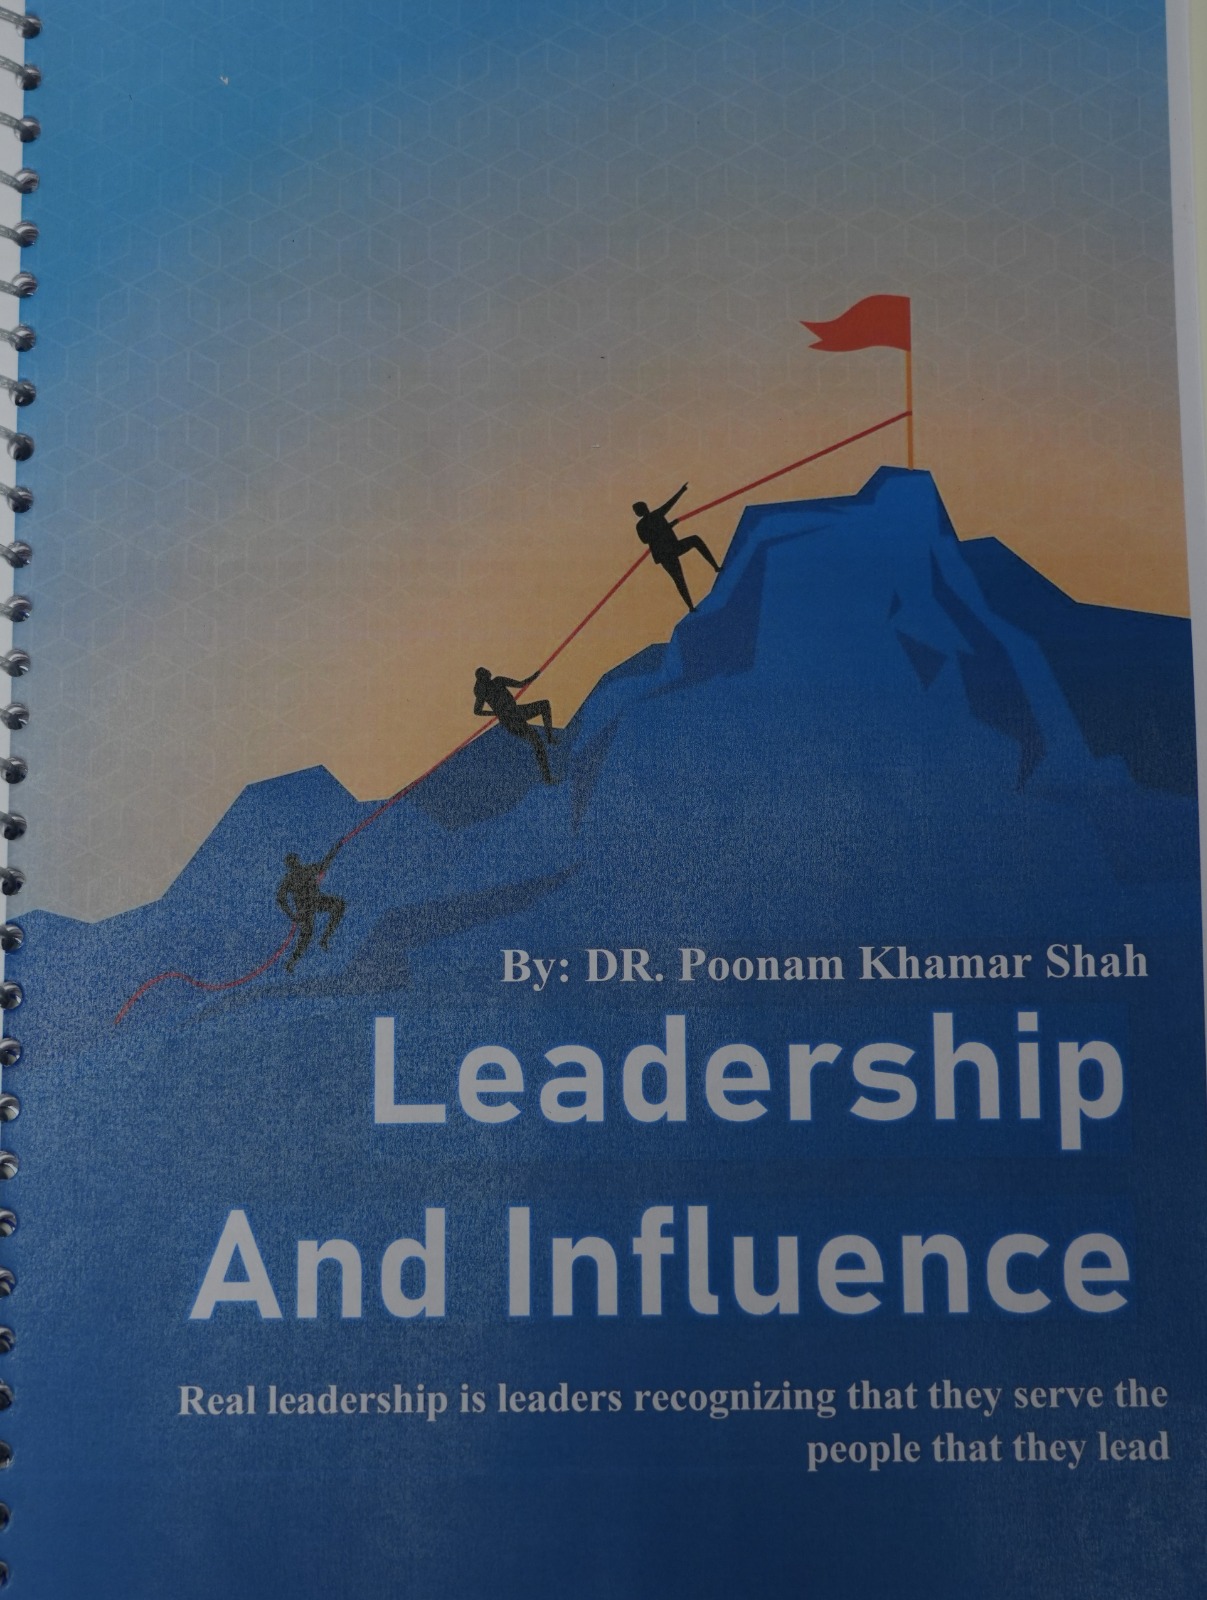 By: DR. Poonam Khamar Shah
Leadership
And Influence
Real leadership is leaders recognizing that they serve the
people that they lead